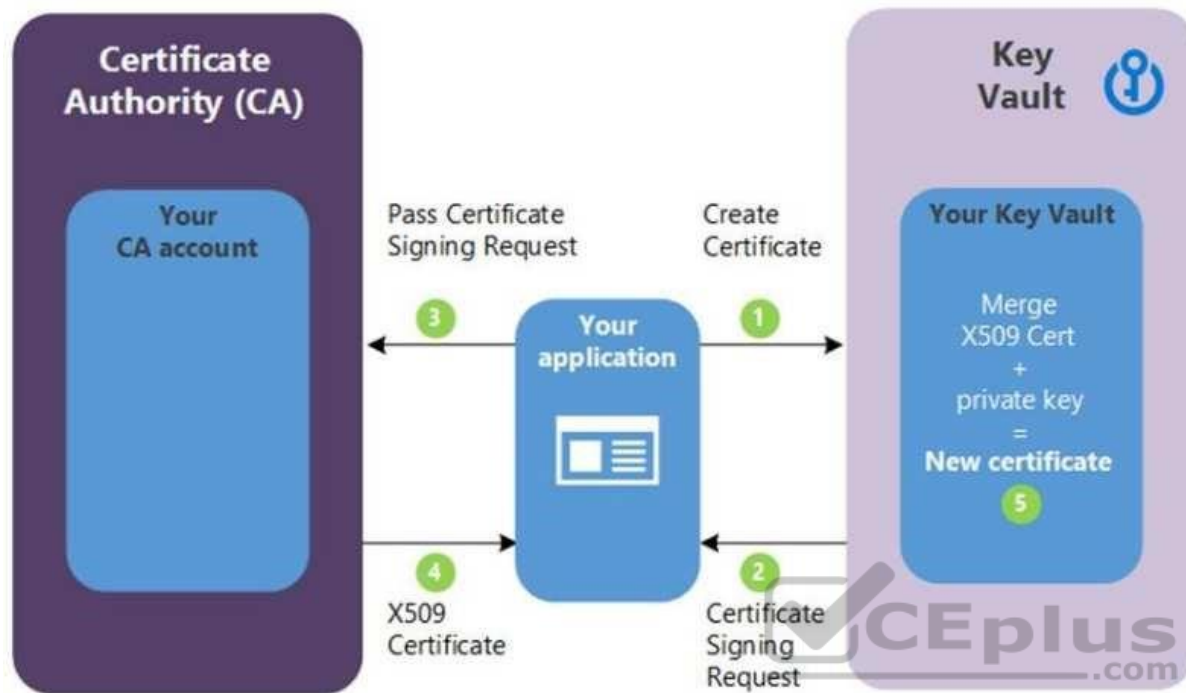 Certificate
Authority (CA)
Your
CA account
Pass Certificate
Signing Request
3
Your
application
4
X509
Certificate
Create
Certificate
1
2
Certificate
Signing
Request
Key
Vault
Your Key Vault
Merge
X509 Cert
+
private key
=
New certificate
5
CEplus
.com